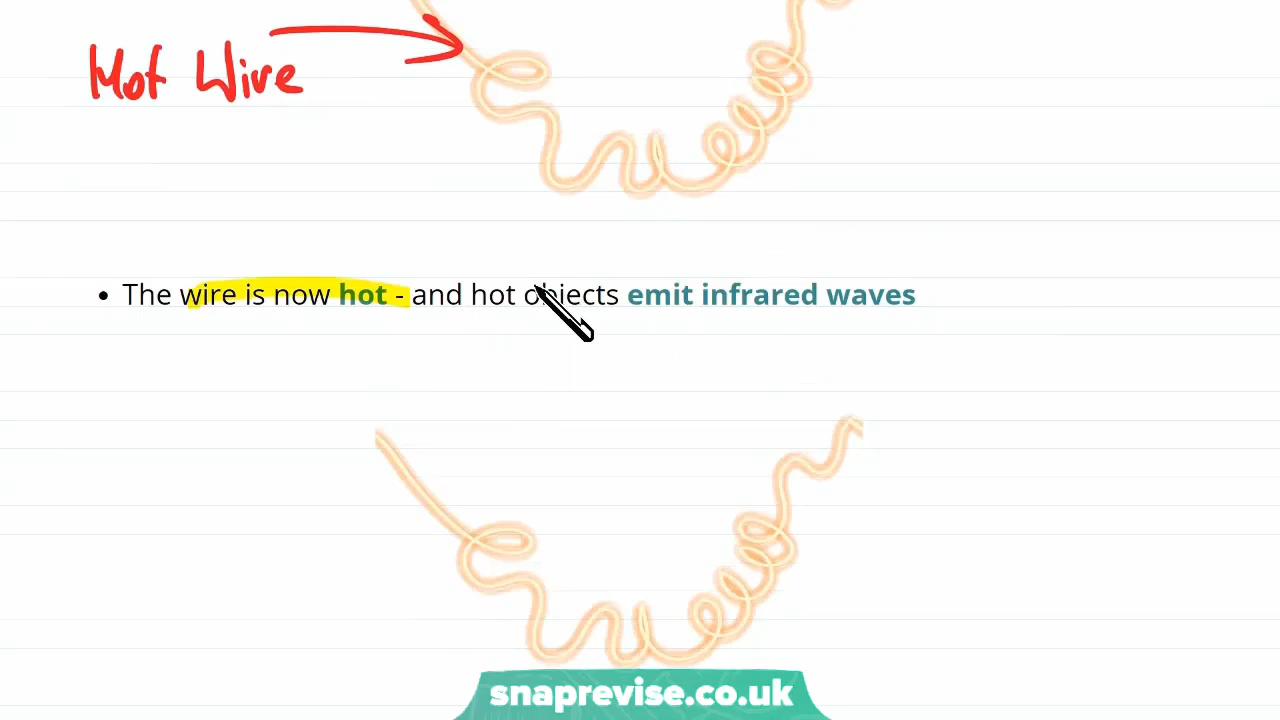 Hot Wire
• The wire is now hot - and hot objects emit infrared waves
snaprevise.co.uk